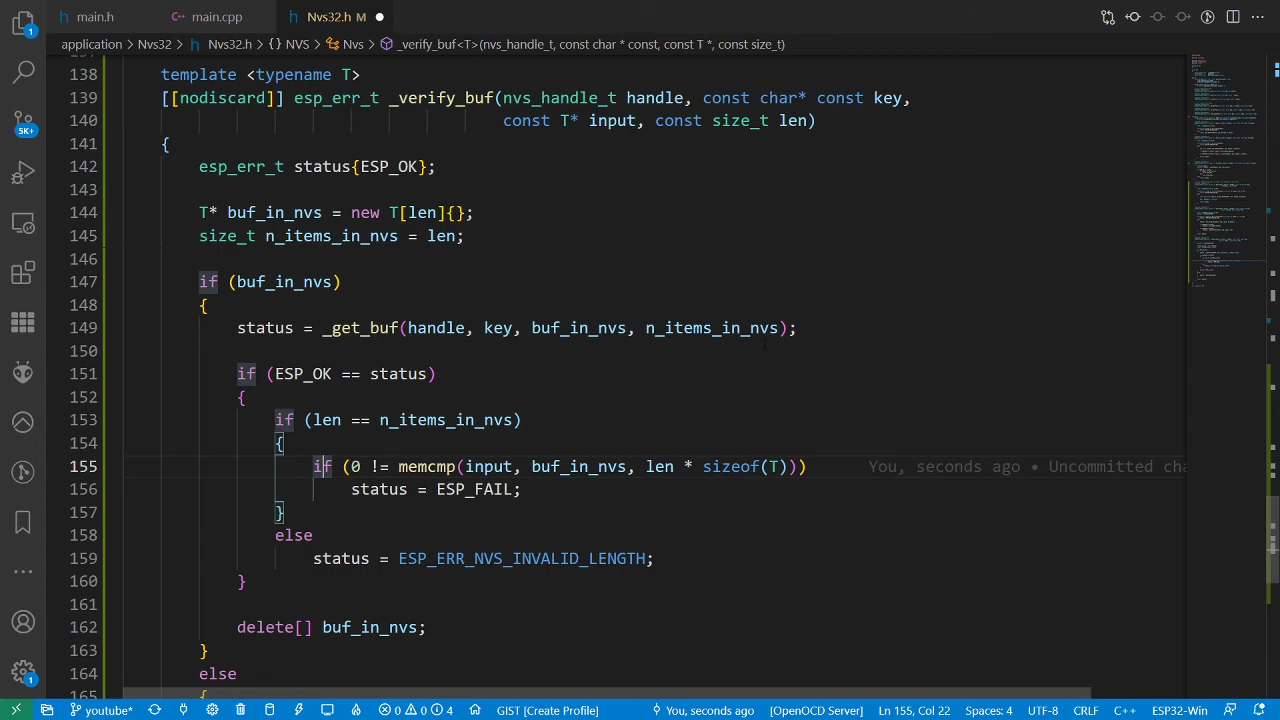 main.h main.cpp Nvs32.h M
application > Nvs32 > Nvs32.h > {} NVS > Nvs > _verify_buf<T>(nvs_handle_t, const char * const, const T *, const size_t)
138 template <typename T>
139 [[nodiscard]] esp_err_t _verify_buf(nvs_handle_t handle, const char* const key,
140 const T* input, const size_t len)
141 {
142 esp_err_t status{ESP_OK};
143
144 T* buf_in_nvs = new T[len]{};
145 size_t n_items_in_nvs = len;
146
147 if (buf_in_nvs)
148 {
149 status = _get_buf(handle, key, buf_in_nvs, n_items_in_nvs);
150
151 if (ESP_OK == status)
152 {
153 if (len == n_items_in_nvs)
154 {
155 if (0 != memcmp(input, buf_in_nvs, len * sizeof(T))) You, seconds ago • Uncommitted cha
156 status = ESP_FAIL;
157 }
158 else
159 status = ESP_ERR_NVS_INVALID_LENGTH;
160 }
161
162 delete[] buf_in_nvs;
163 }
164 else
165 {
1
5K+
1
youtube* 0 0 4 GIST [Create Profile] You, seconds ago [OpenOCD Server] Ln 155, Col 22 Spaces: 4 UTF-8 CRLF C++ ESP32-Win